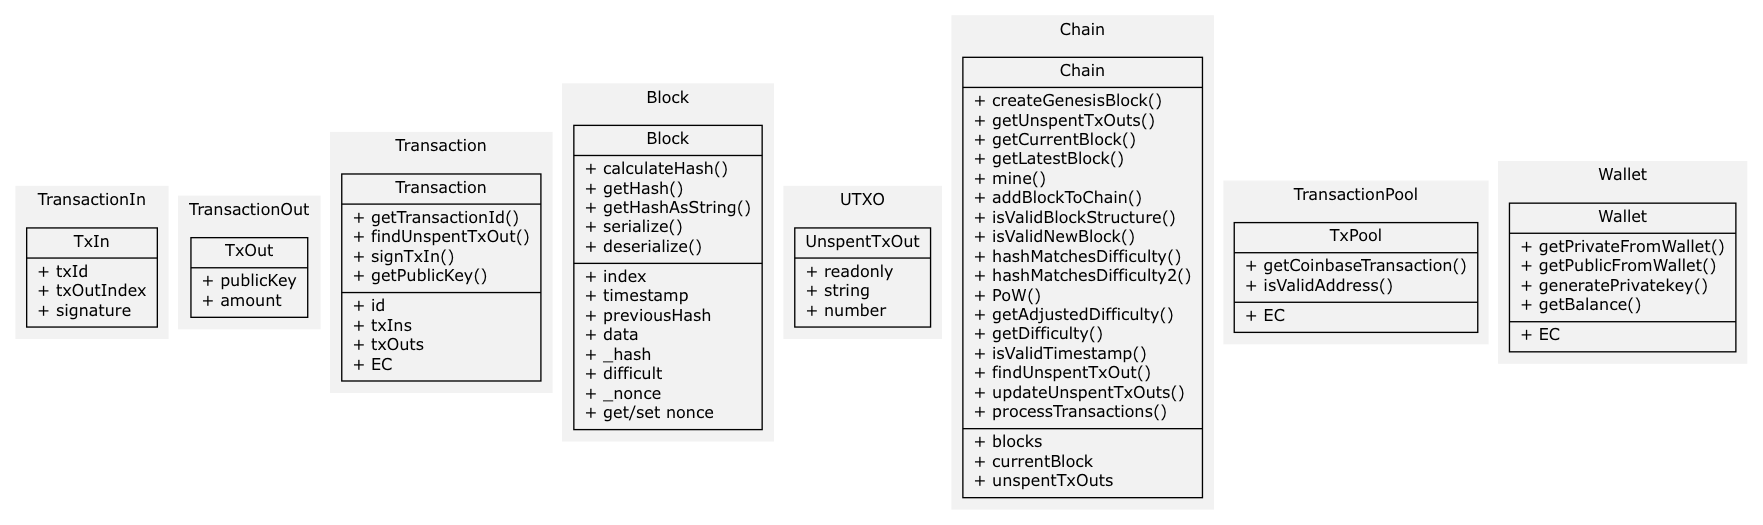 TransactionIn
TxIn
+ txId
+ txOutIndex
+ signature
TransactionOut
TxOut
+ publicKey
+ amount
Transaction
Transaction
+ getTransactionId()
+ findUnspentTxOut()
+ signTxIn()
+ getPublicKey()
+ id
+ txIns
+ txOuts
+ EC
Block
Block
+ calculateHash()
+ getHash()
+ getHashAsString()
+ serialize()
+ deserialize()
+ index
+ timestamp
+ previousHash
+ data
+ _hash
+ difficult
+ _nonce
+ get/set nonce
UTXO
UnspentTxOut
+ readonly
+ string
+ number
Chain
Chain
+ createGenesisBlock()
+ getUnspentTxOuts()
+ getCurrentBlock()
+ getLatestBlock()
+ mine()
+ addBlockToChain()
+ isValidBlockStructure()
+ isValidNewBlock()
+ hashMatchesDifficulty()
+ hashMatchesDifficulty2()
+ PoW()
+ getAdjustedDifficulty()
+ getDifficulty()
+ isValidTimestamp()
+ findUnspentTxOut()
+ updateUnspentTxOuts()
+ processTransactions()
+ blocks
+ currentBlock
+ unspentTxOuts
TransactionPool
TxPool
+ getCoinbaseTransaction()
+ isValidAddress()
+ EC
Wallet
Wallet
+ getPrivateFromWallet()
+ getPublicFromWallet()
+ generatePrivatekey()
+ getBalance()
+ EC